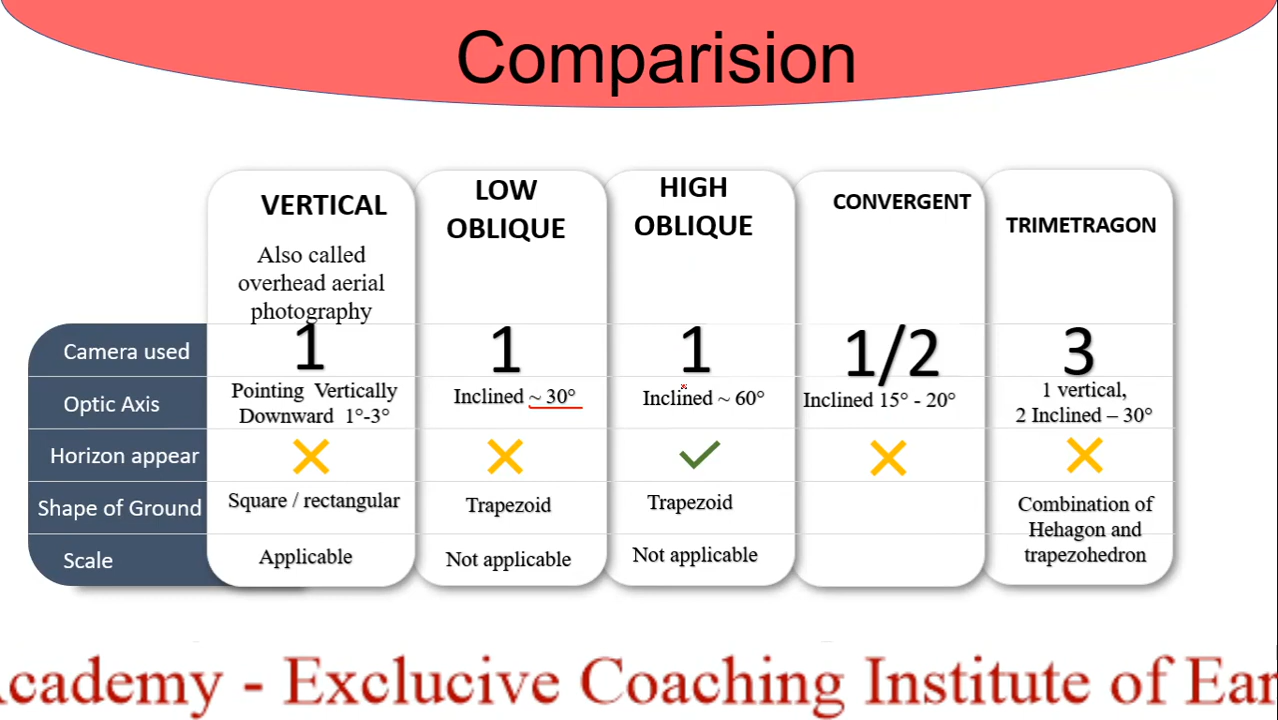 Comparision
VERTICAL
Also called
overhead aerial
photography
LOW
OBLIQUE
HIGH
OBLIQUE
CONVERGENT
TRIMETRAGON
Camera used
1
1
1
1/2
3
Optic Axis
Pointing Vertically
Downward 1°-3°
Inclined ~ 30°
Inclined ~ 60°
Inclined 15° - 20°
1 vertical,
2 Inclined – 30°
Horizon appear
Shape of Ground
Square / rectangular
Trapezoid
Trapezoid
Combination of
Hehagon and
trapezohedron
Scale
Applicable
Not applicable
Not applicable
cademy - Exclucive Coaching Institute of Ear